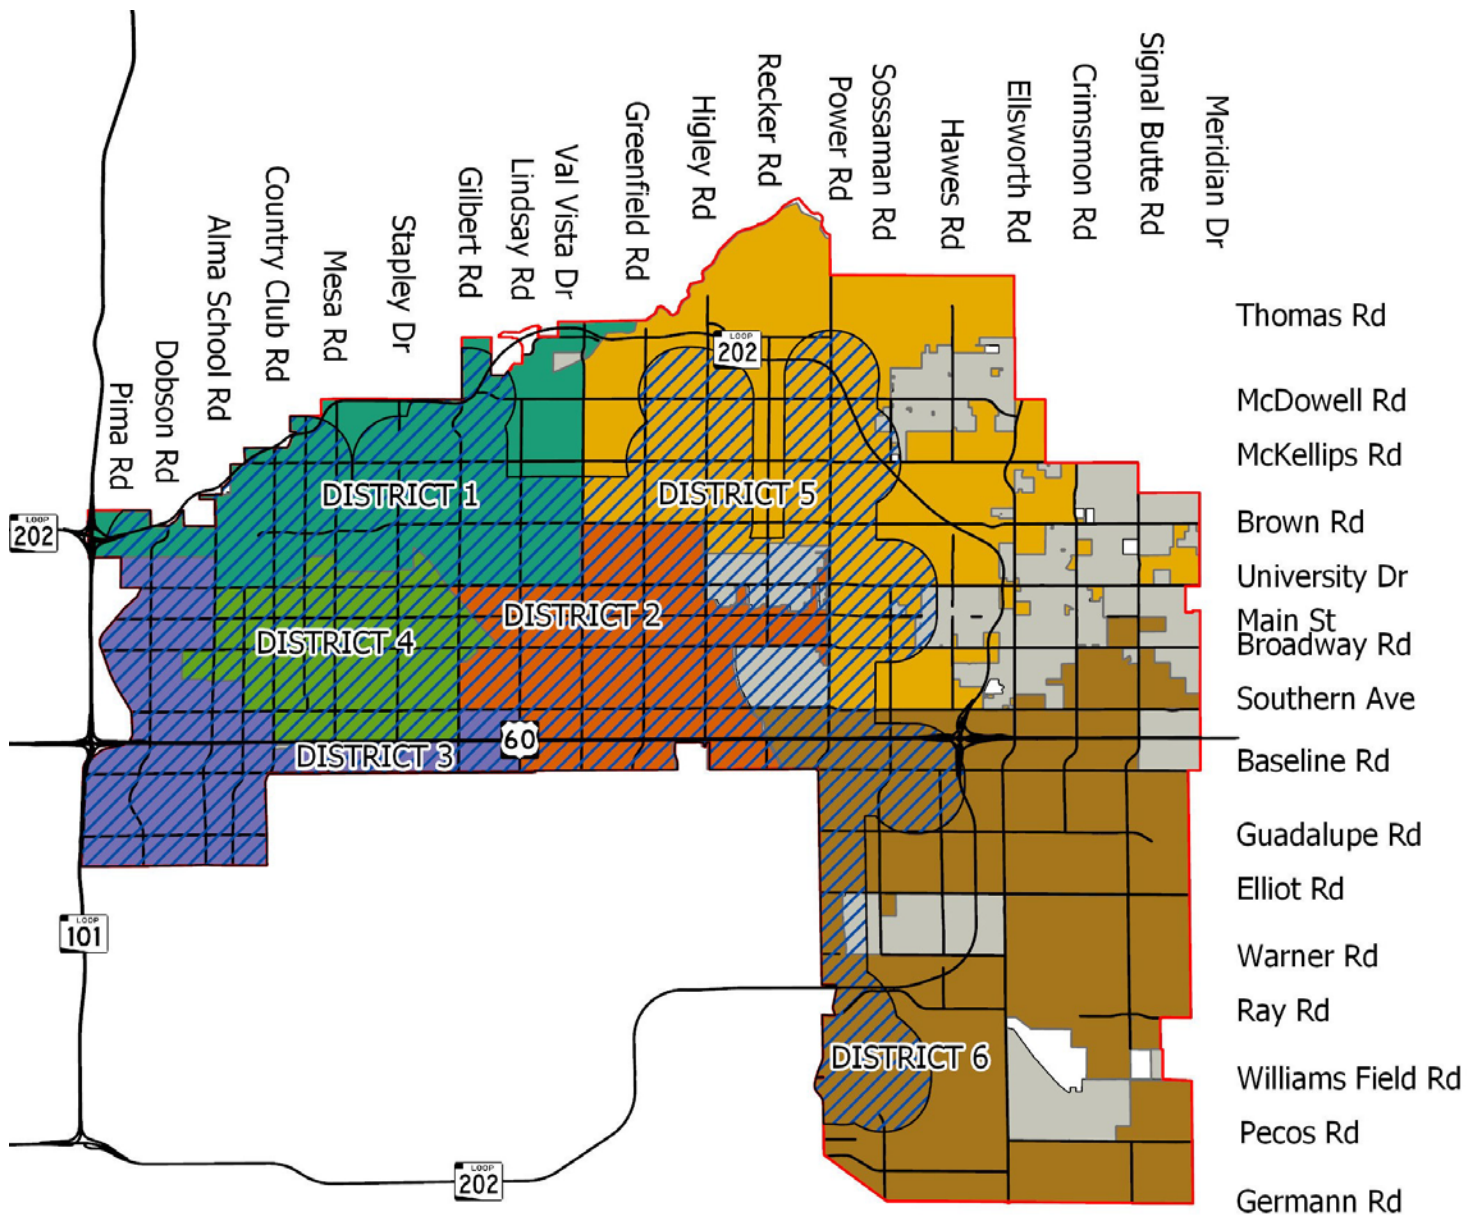 Pima Rd
Dobson Rd
Alma School Rd
Country Club Rd
Mesa Rd
Stapley Dr
Gilbert Rd
Lindsay Rd
Val Vista Dr
Greenfield Rd
Higley Rd
Recker Rd
Power Rd
Sossaman Rd
Hawes Rd
Ellsworth Rd
Crimsmon Rd
Signal Butte Rd
Meridian Dr
Thomas Rd
McDowell Rd
McKellips Rd
Brown Rd
University Dr
Main St
Broadway Rd
Southern Ave
Baseline Rd
Guadalupe Rd
Elliot Rd
Warner Rd
Ray Rd
Williams Field Rd
Pecos Rd
Germann Rd
LOOP
202
LOOP
202
DISTRICT 1
DISTRICT 5
DISTRICT 2
DISTRICT 4
60
DISTRICT 3
LOOP
101
DISTRICT 6
LOOP
202